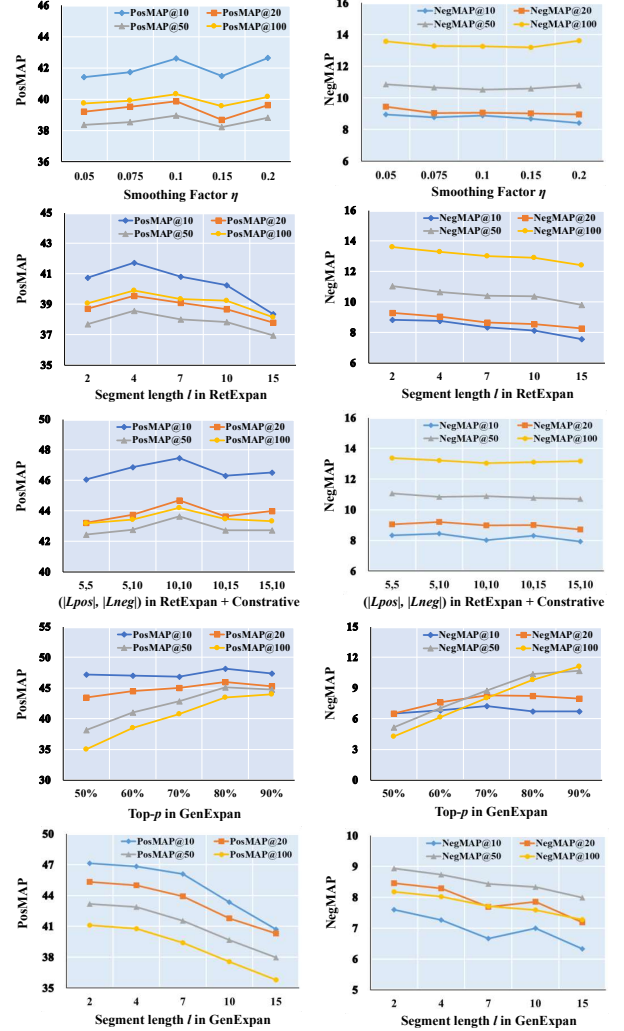 PosMAP
46
44
42
40
38
36
PosMAP@10 PosMAP@20
PosMAP@50 PosMAP@100
0.05 0.075 0.1 0.15 0.2
Smoothing Factor η
NegMAP
16
14
12
10
8
6
NegMAP@10 NegMAP@20
NegMAP@50 NegMAP@100
0.05 0.075 0.1 0.15 0.2
Smoothing Factor η
PosMAP
45
43
41
39
37
35
PosMAP@10 PosMAP@20
PosMAP@50 PosMAP@100
2 4 7 10 15
Segment length l in RetExpan
NegMAP
16
14
12
10
8
6
NegMAP@10 NegMAP@20
NegMAP@50 NegMAP@100
2 4 7 10 15
Segment length l in RetExpan
PosMAP
50
48
46
44
42
40
PosMAP@10 PosMAP@20
PosMAP@50 PosMAP@100
5,5 5,10 10,10 10,15 15,10
(|Lpos|, |Lneg|) in RetExpan + Constrative
NegMAP
16
14
12
10
8
6
NegMAP@10 NegMAP@20
NegMAP@50 NegMAP@100
5,5 5,10 10,10 10,15 15,10
(|Lpos|, |Lneg|) in RetExpan + Constrative
PosMAP
55
50
45
40
35
30
PosMAP@10 PosMAP@20
PosMAP@50 PosMAP@100
50% 60% 70% 80% 90%
Top-p in GenExpan
NegMAP
15
12
9
6
3
0
NegMAP@10 NegMAP@20
NegMAP@50 NegMAP@100
50% 60% 70% 80% 90%
Top-p in GenExpan
PosMAP
50
47
44
41
38
35
PosMAP@10 PosMAP@20
PosMAP@50 PosMAP@100
2 4 7 10 15
Segment length l in GenExpan
NegMAP
10
9
8
7
6
5
NegMAP@10 NegMAP@20
NegMAP@50 NegMAP@100
2 4 7 10 15
Segment length l in GenExpan